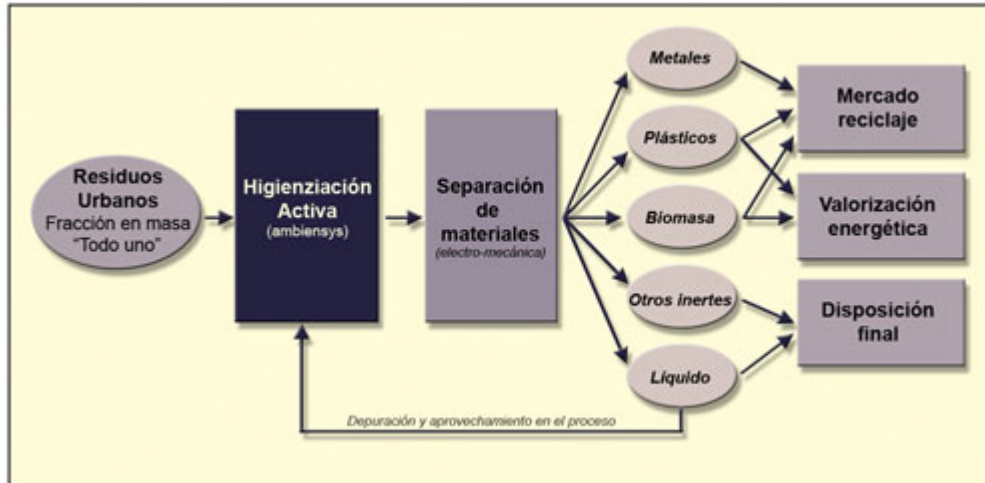 Residuos
Urbanos
Fracción en masa
"Todo uno"
Higienziación
Activa
(ambiensys)
Separación
de
materiales
(electro-mecánica)
Metales
Plásticos
Biomasa
Otros inertes
Líquido
Mercado
reciclaje
Valorización
energética
Disposición
final
Depuración y aprovechamiento en el proceso